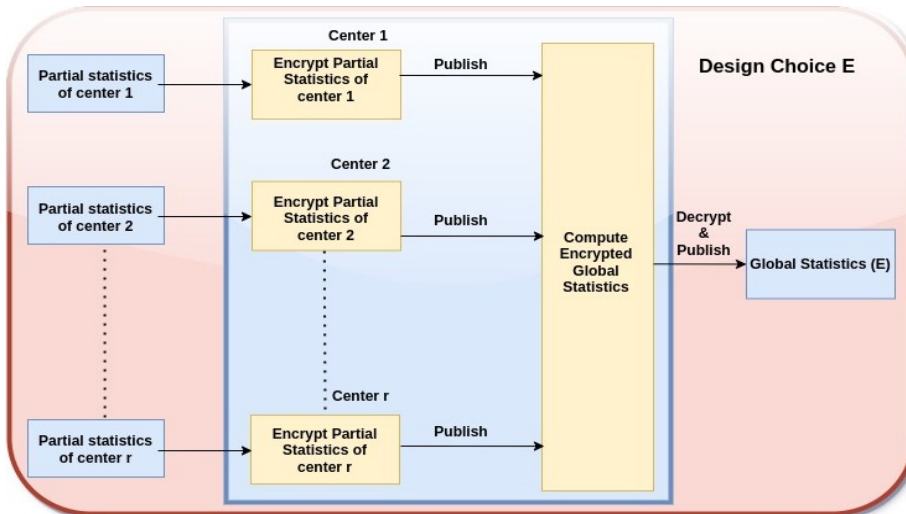 Center 1
Partial statistics
of center 1
Encrypt Partial
Statistics of
center 1
Publish
Design Choice E
Center 2
Partial statistics
of center 2
Encrypt Partial
Statistics of
center 2
Publish
Compute
Encrypted
Global
Statistics
Decrypt
&
Publish
Global Statistics (E)
Center r
Partial statistics
of center r
Encrypt Partial
Statistics of
center r
Publish